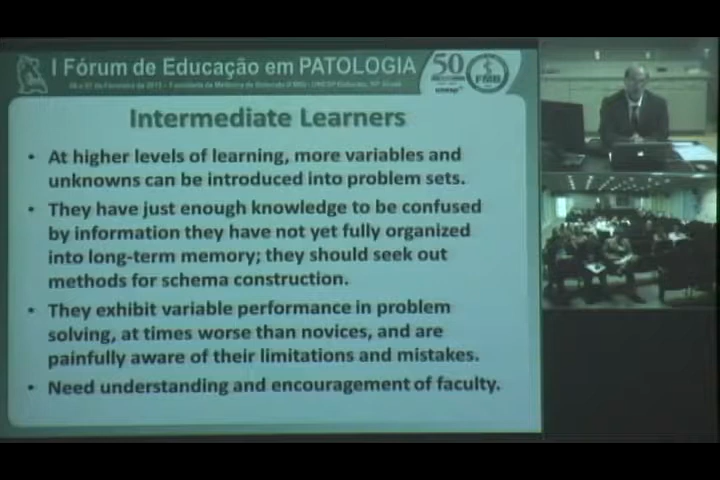 I Fórum de Educação em PATOLOGIA
50
unesp
FMB
Intermediate Learners
• At higher levels of learning, more variables and
unknowns can be introduced into problem sets.
• They have just enough knowledge to be confused
by information they have not yet fully organized
into long-term memory; they should seek out
methods for schema construction.
• They exhibit variable performance in problem
solving, at times worse than novices, and are
painfully aware of their limitations and mistakes.
• Need understanding and encouragement of faculty.